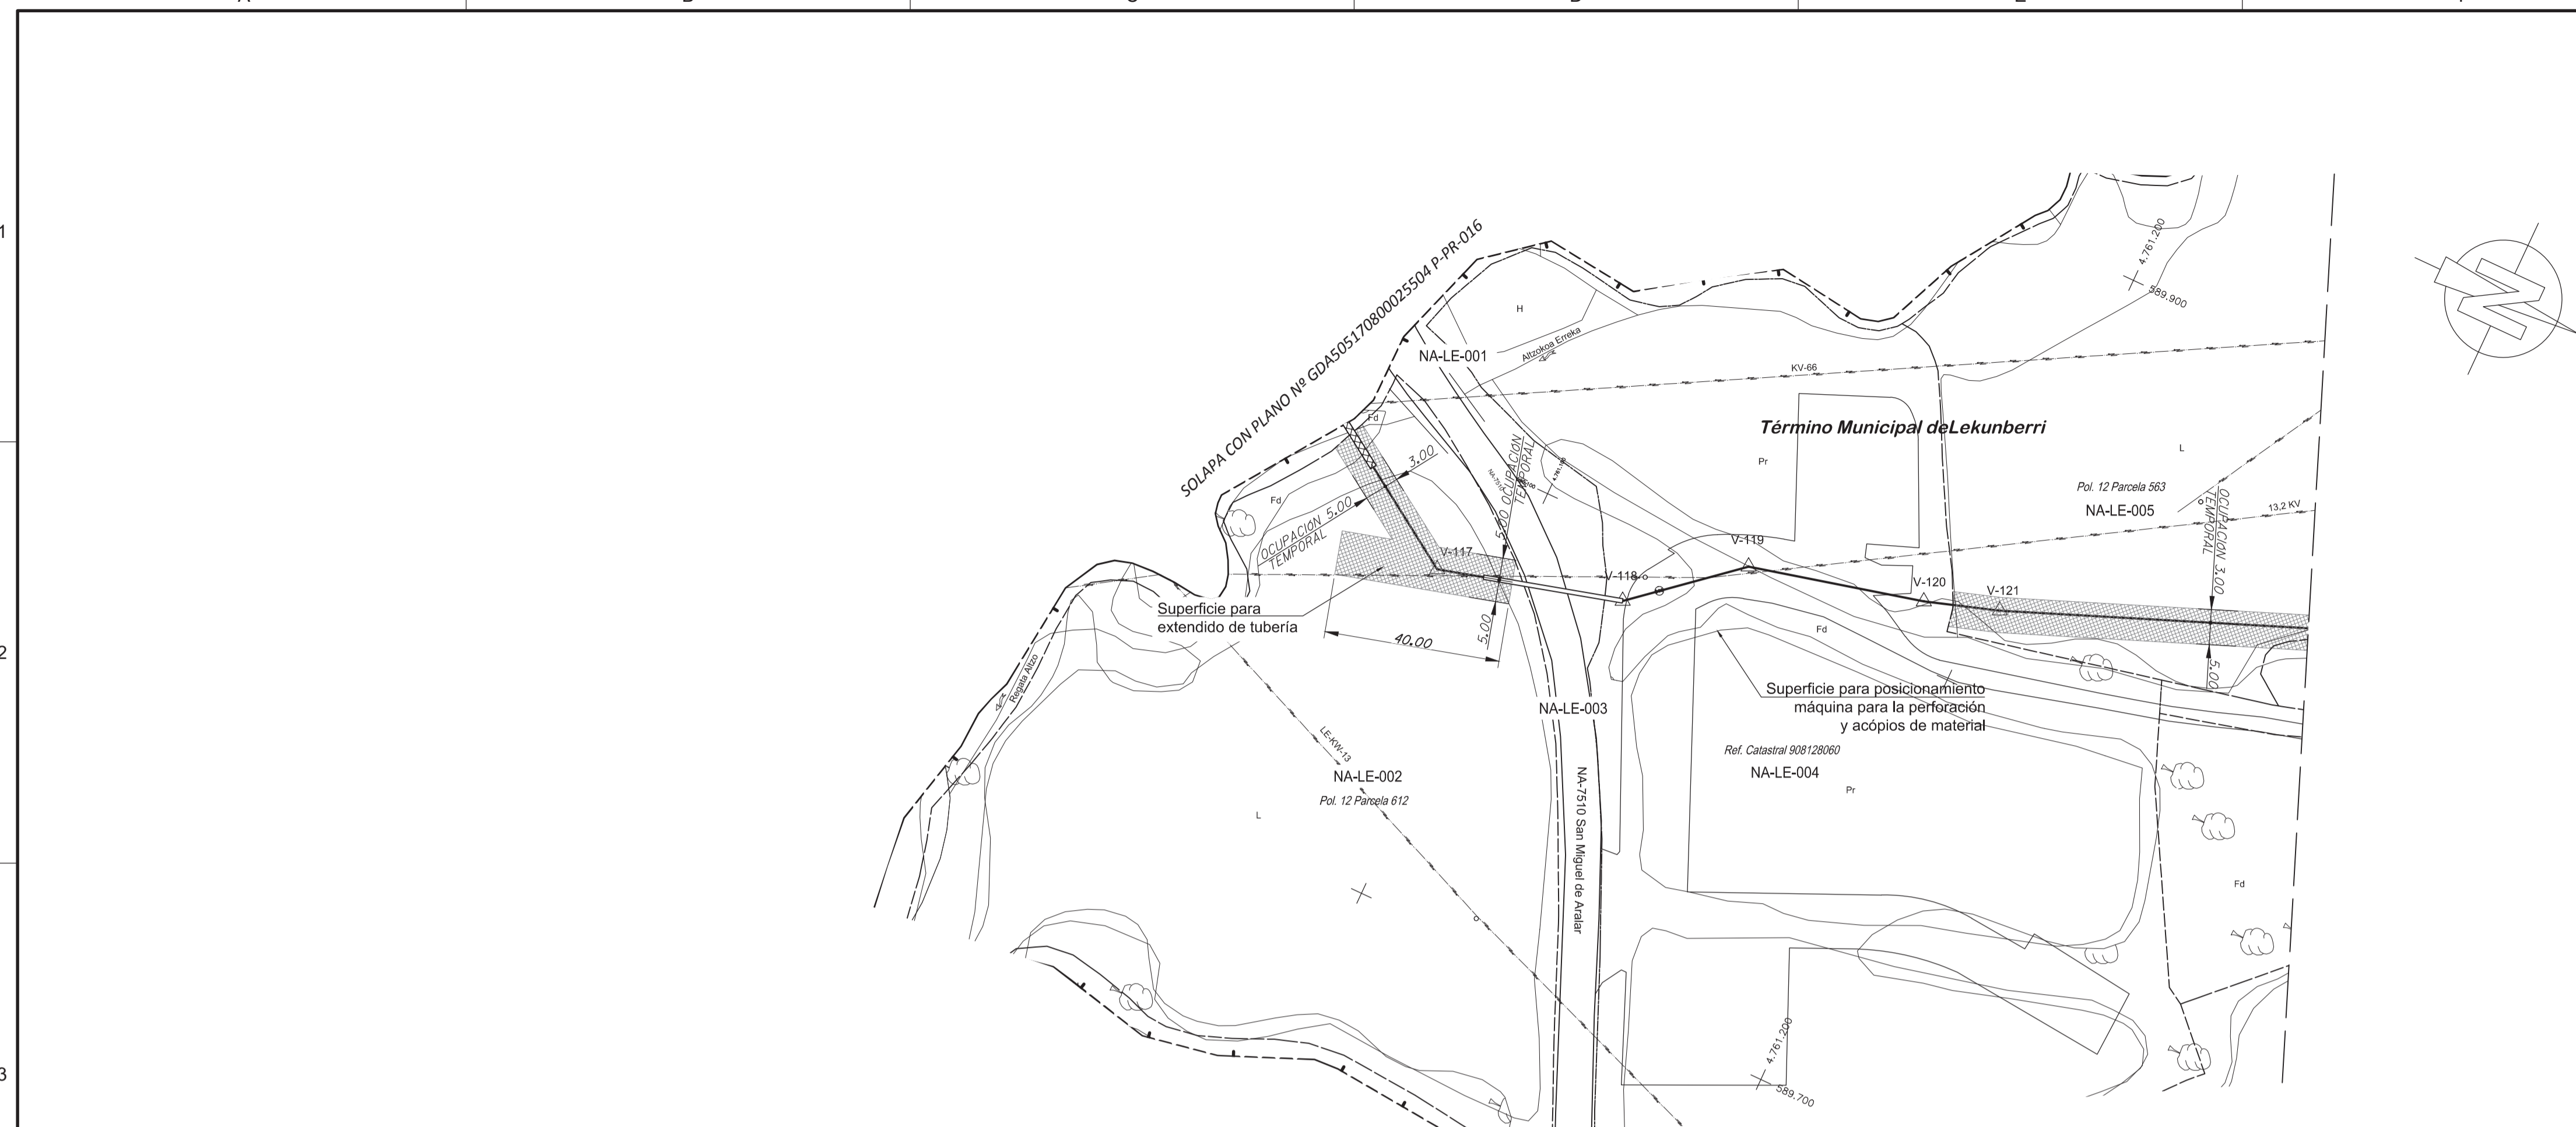 1
2
3
SOLAPA CON PLANO Nº GDA50517080025504 P-PR-016
4.761.200
589.900
H
NA-LE-001
Altzokoa Erreka
KV-66
Fd
Término Municipal deLekunberri
3.00
5.00 OCUPACIÓN
TEMPORAL
Pr
L
Pol. 12 Parcela 563
NA-LE-005
13,2 KV
Fd
OCUPACIÓN 5.00
TEMPORAL
OCUPACIÓN 3.00
TEMPORAL
V-117
V-118
V-119
V-120
V-121
Superficie para
extendido de tubería
40.00
5.00
5.00
Fd
Regata Altzo
Superficie para posicionamiento
máquina para la perforación
y acópios de material
NA-LE-003
LE-KW-13
NA-LE-002
Pol. 12 Parcela 612
Ref. Catastral 908128060
NA-LE-004
Pr
L
NA-7510 San Miguel de Aralar
Fd
4.761.200
589.700